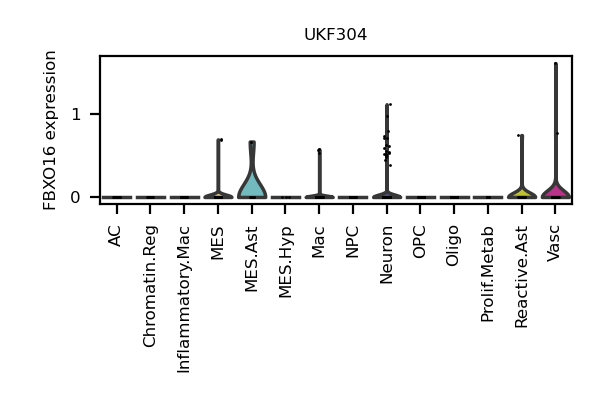 UKF304
FBXO16 expression
1
0
AC
Chromatin.Reg
Inflammatory.Mac
MES
MES.Ast
MES.Hyp
Mac
NPC
Neuron
OPC
Oligo
Prolif.Metab
Reactive.Ast
Vasc